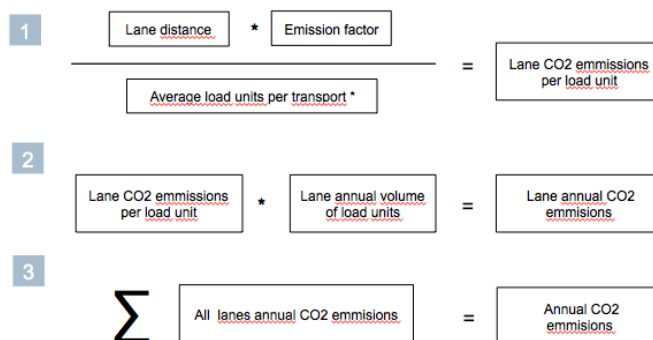 1
Lane distance * Emission factor
Average load units per transport *
=
Lane CO2 emmissions
per load unit
2
Lane CO2 emmissions
per load unit
*
Lane annual volume
of load units
=
Lane annual CO2
emmisions
3
∑ All lanes annual CO2 emmisions =
Annual CO2
emmisions